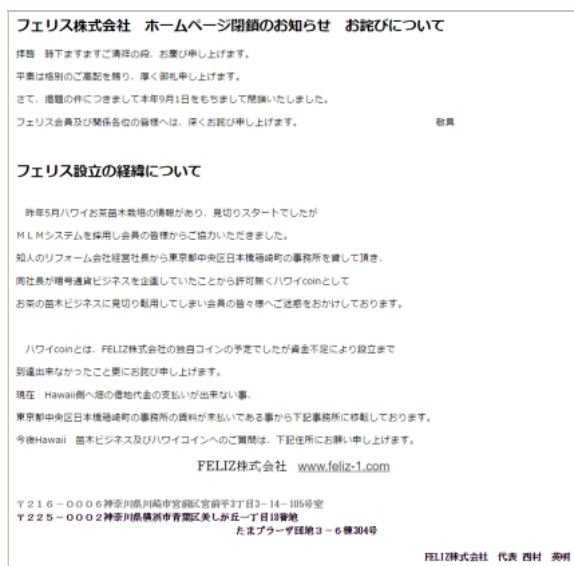 フェリス株式会社　ホームページ閉鎖のお知らせ　お詫びについて
拝啓　時下ますますご清祥の段、お慶び申し上げます。
平素は格別のご高配を賜り、厚く御礼申し上げます。
さて、掲題の件につきまして本年9月1日をもちまして閉鎖いたしました。
フェリス会員及び関係各位の皆様へは、深くお詫び申し上げます。　敬具
フェリス設立の経緯について
昨年5月ハワイお茶苗木栽培の情報があり、見切りスタートでしたが
ＭＬＭシステムを採用し会員の皆様からご協力いただきました。
知人のリフォーム会社経営社長から東京都中央区日本橋箱崎町の事務所を貸して頂き、
同社長が暗号通貨ビジネスを企画していたことから許可無くハワイcoinとして
お茶の苗木ビジネスに見切り転用してしまい会員の皆々様へご迷惑をおかけしております。
ハワイcoinとは、FELIZ株式会社の独自コインの予定でしたが資金不足により設立まで
到達出来なかったこと更にお詫び申し上げます。
現在　Hawaii側へ畑の借地代金の支払いが出来ない事、
東京都中央区日本橋箱崎町の事務所の賃料が未払いである事から下記事務所に移転しております。
今後Hawaii　苗木ビジネス及びハワイコインへのご質問は、下記住所にお願い申し上げます。
FELIZ株式会社　www.feliz-1.com
〒２１６－０００６神奈川県川崎市宮前区宮前平3丁目3－14－105号室
〒２２５－０００２神奈川県横浜市青葉区美しが丘一丁目13番地
たまプラーザ団地３－６棟304号
FELIZ株式会社　代表 西村　英明